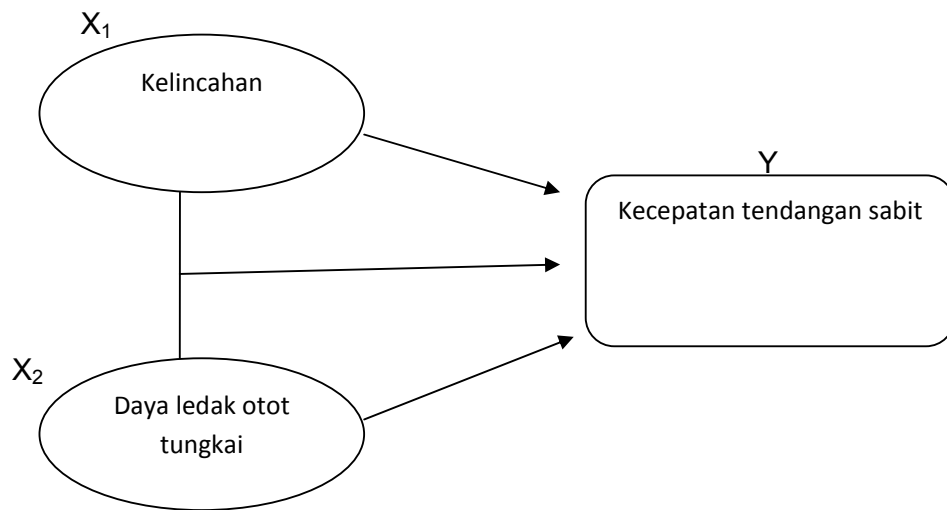 X₁
Kelincahan
Y
Kecepatan tendangan sabit
X₂
Daya ledak otot
tungkai